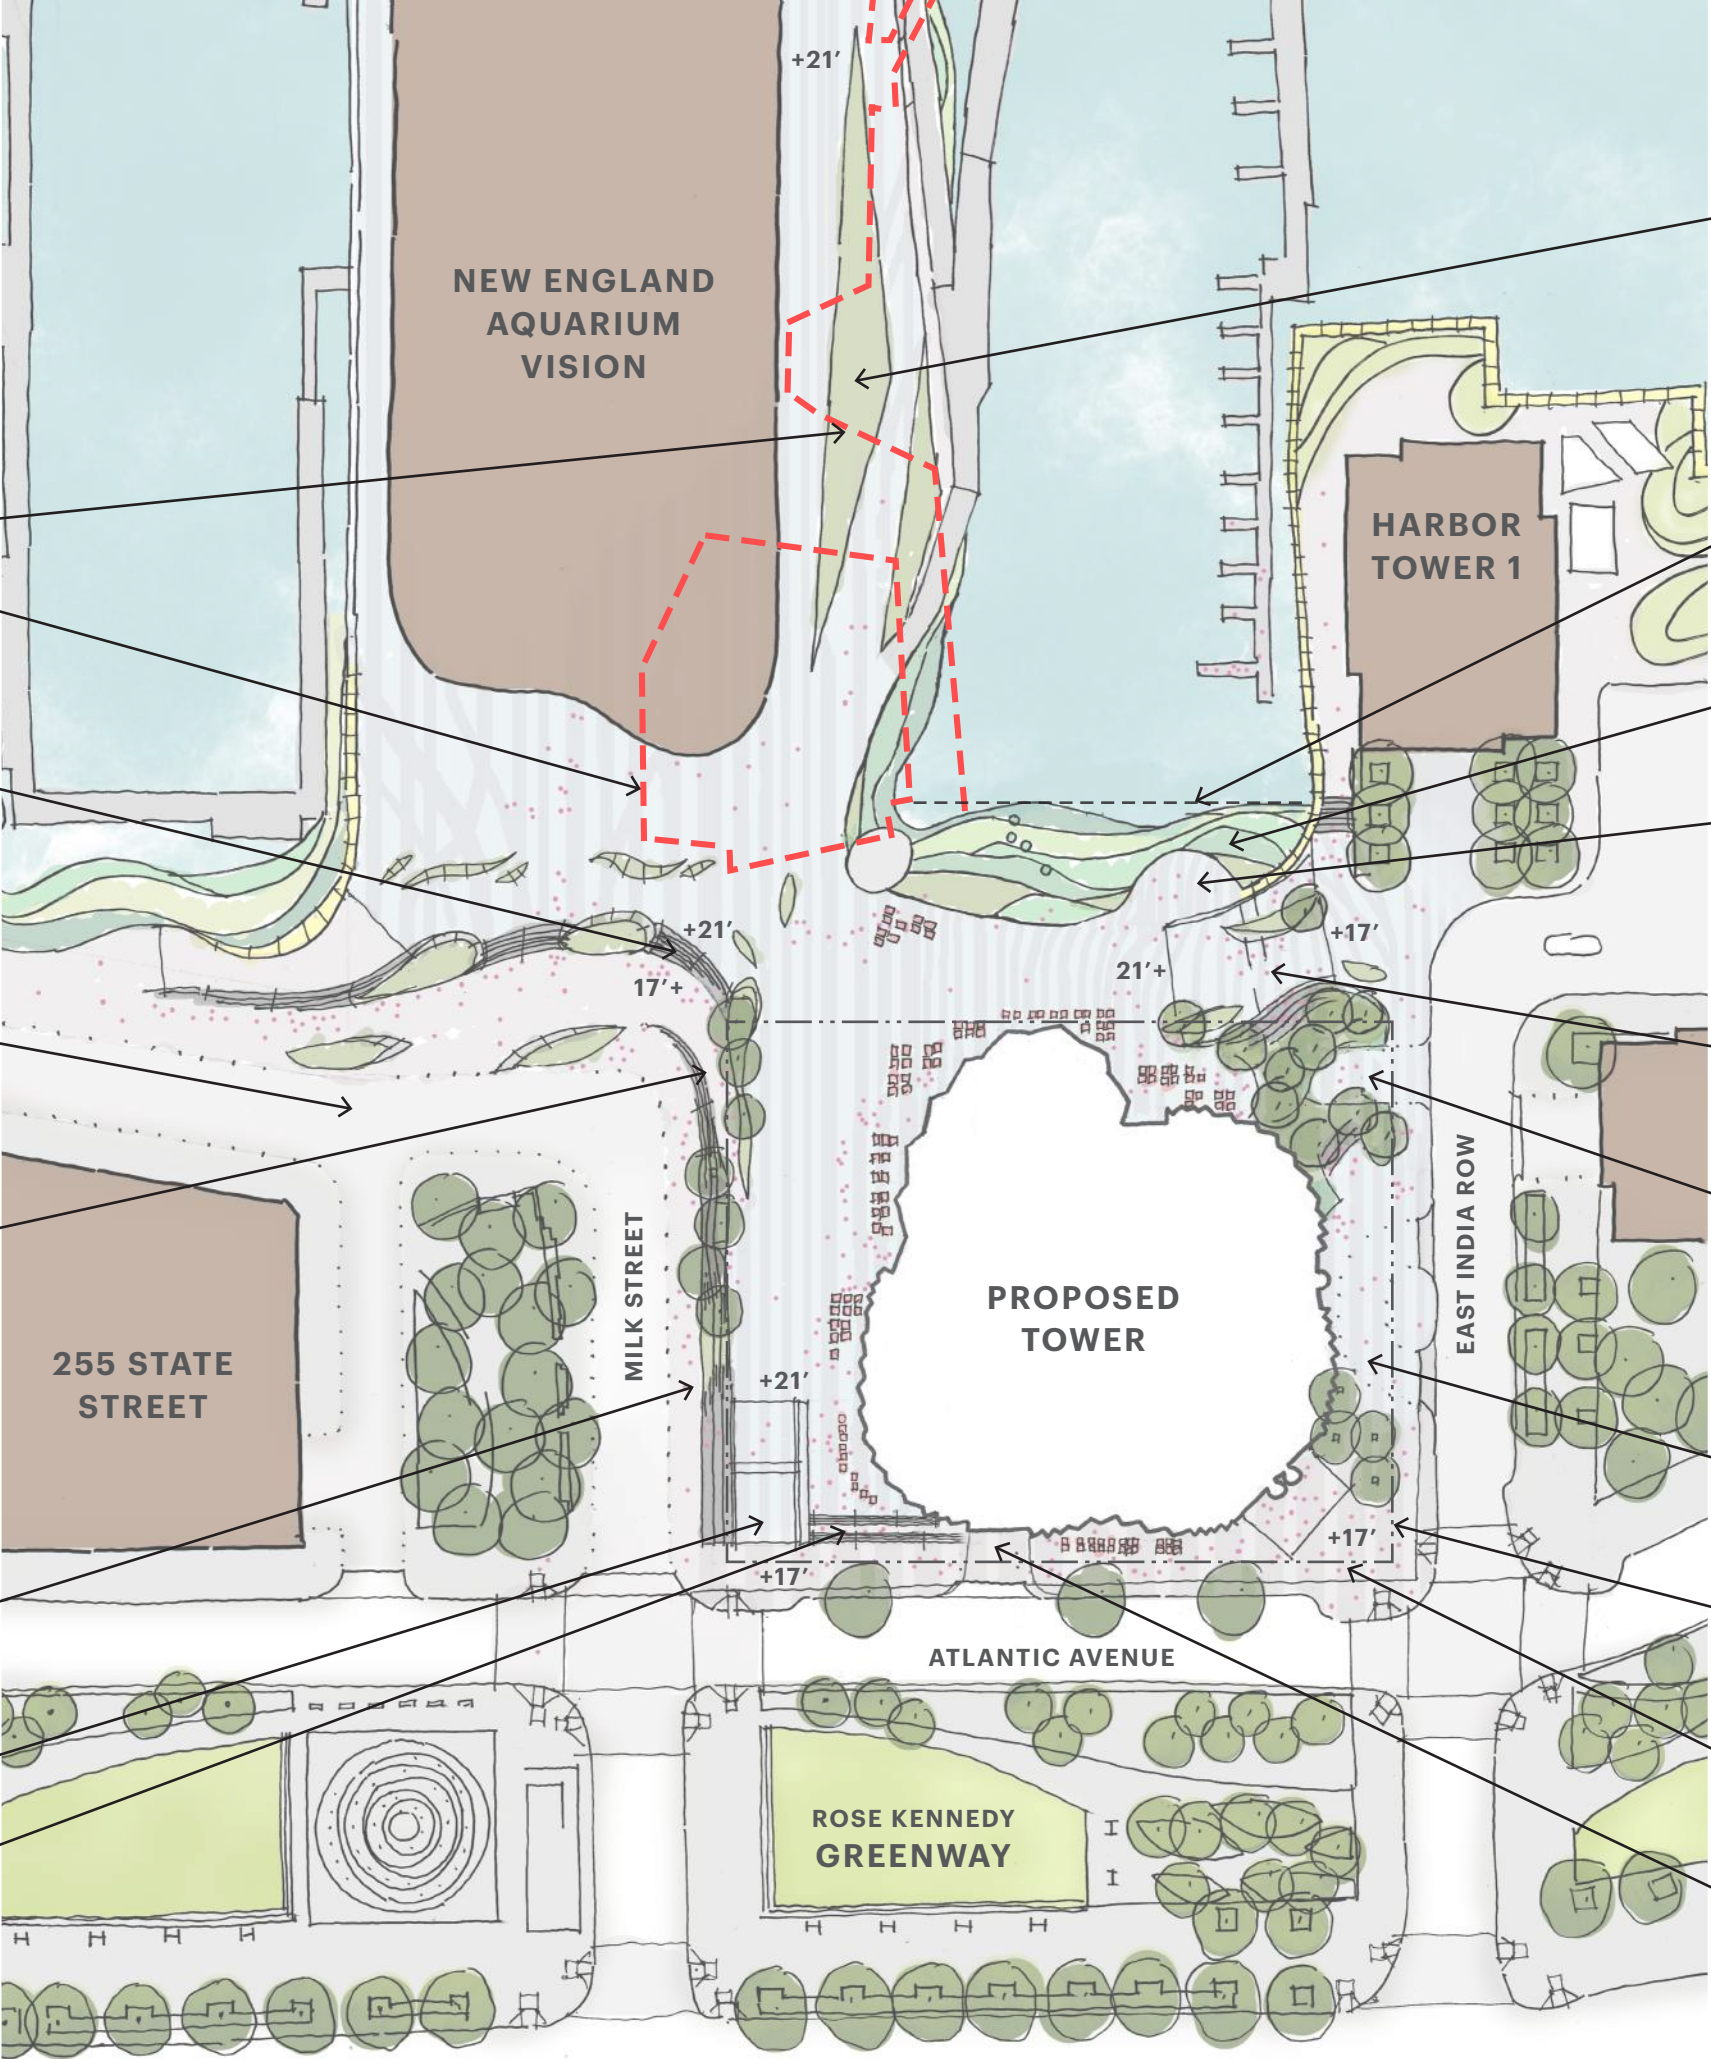 +21'
NEW ENGLAND
AQUARIUM
VISION
HARBOR
TOWER 1
+21'
+17'
21'+
17'+
MILK STREET
EAST INDIA ROW
PROPOSED
TOWER
255 STATE
STREET
+21'
+17'
+17'
ATLANTIC AVENUE
ROSE KENNEDY
GREENWAY